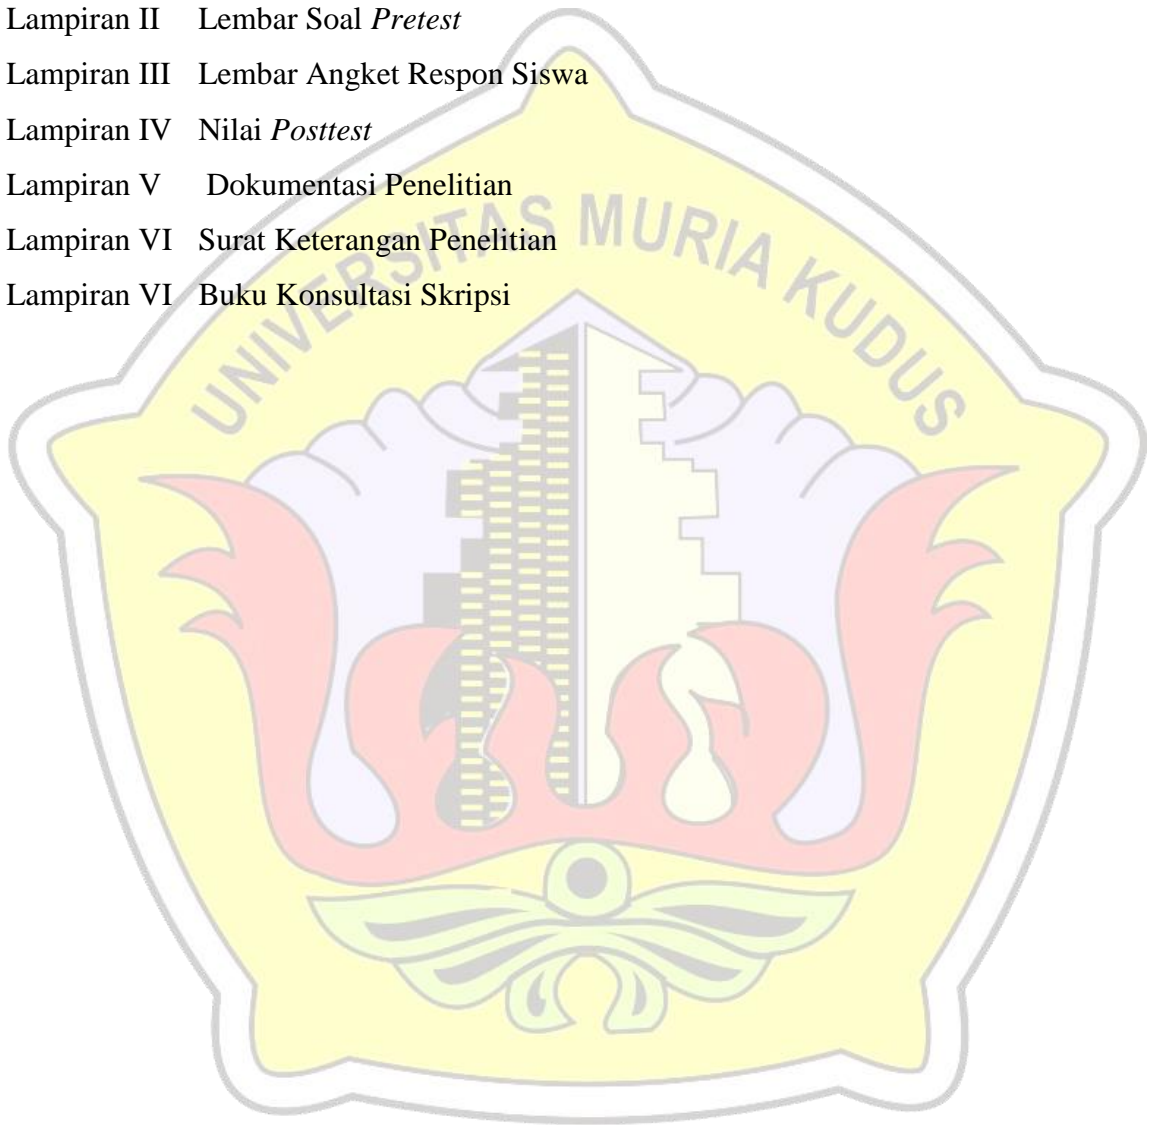 Lampiran II Lembar Soal Pretest
Lampiran III Lembar Angket Respon Siswa
Lampiran IV Nilai Posttest
Lampiran V Dokumentasi Penelitian
Lampiran VI Surat Keterangan Penelitian
Lampiran VI Buku Konsultasi Skripsi
UNIVERSITAS MURIA KUDUS